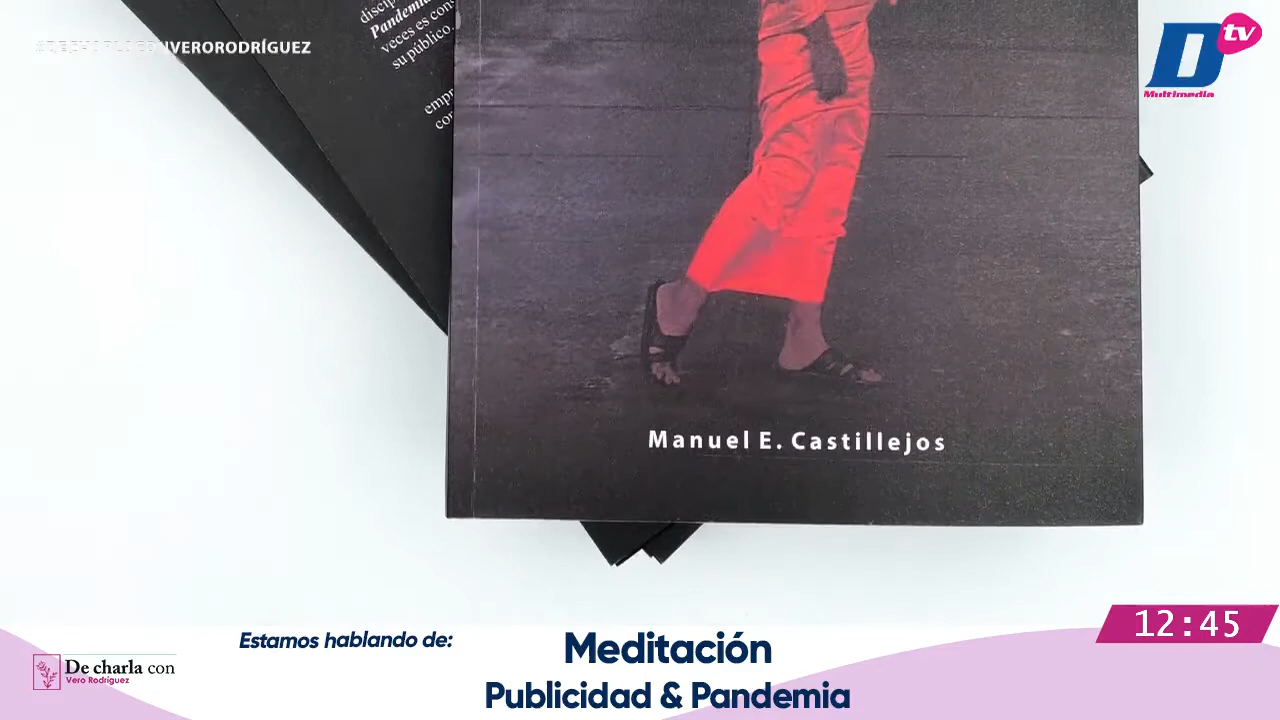 #DECHARLACONVERORODRÍGUEZ
Pandemia
veces es
su público.
Dtv
Multimedia
Manuel E. Castillejos
12:45
Estamos hablando de:
Meditación
Publicidad & Pandemia
De charla con
Vero Rodríguez